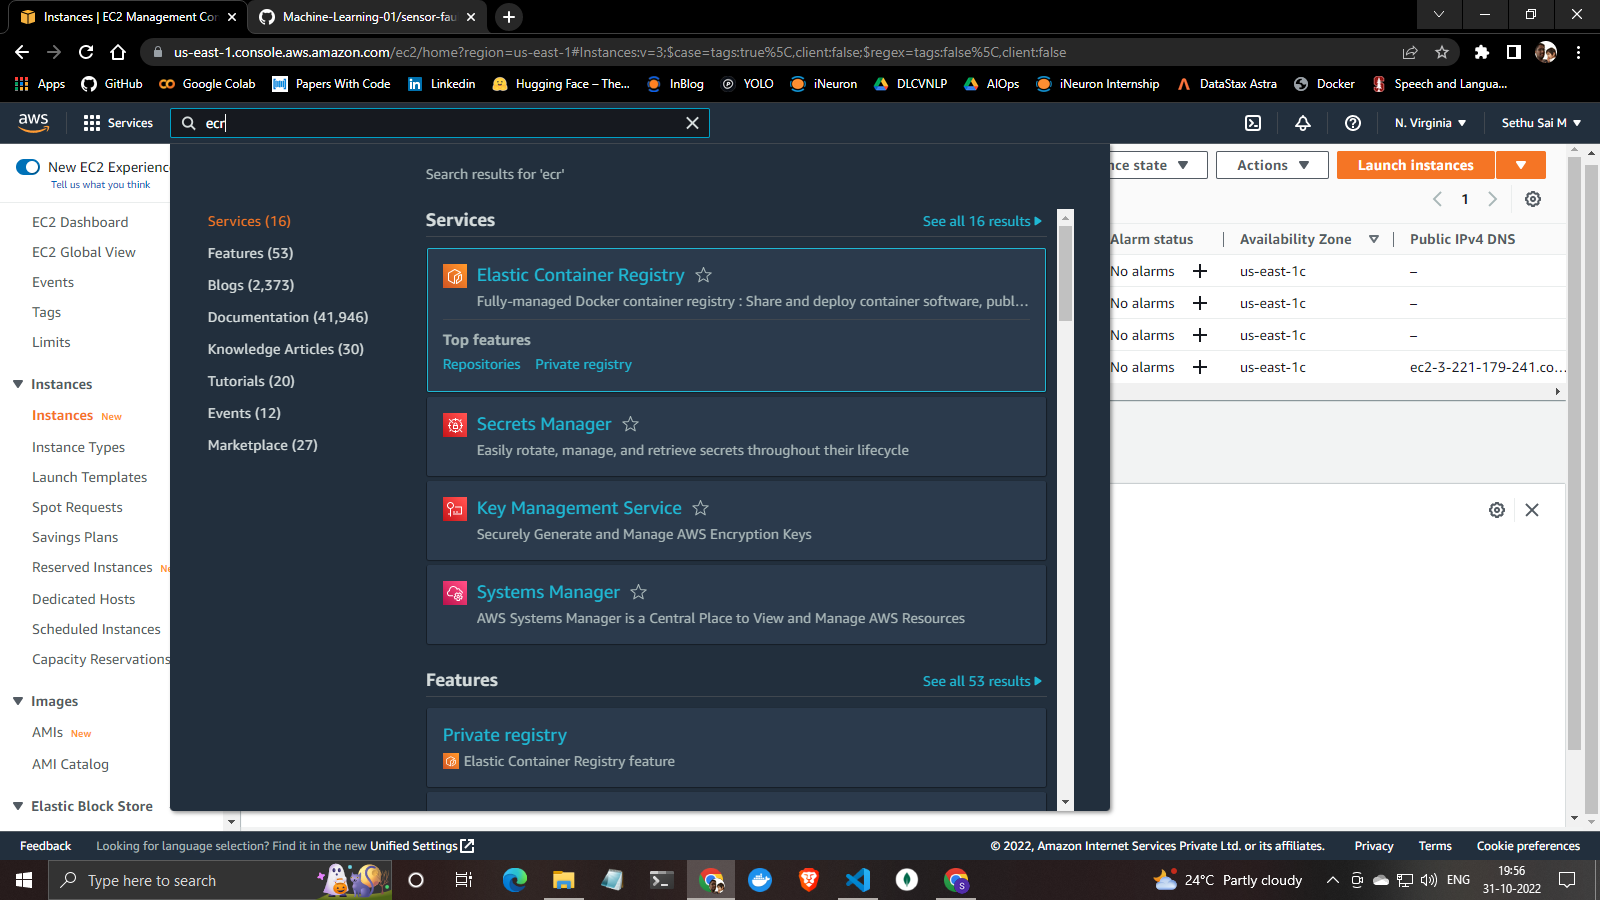 Instances | EC2 Management Con
Machine-Learning-01/sensor-fau
us-east-1.console.aws.amazon.com/ec2/home?region=us-east-1#Instances:v=3;$case=tags:true%5C,client:false;$regex=tags:false%5C,client:false
Apps GitHub Google Colab Papers With Code Linkedin Hugging Face – The... InBlog YOLO iNeuron DLCVNLP AIOps iNeuron Internship DataStax Astra Docker Speech and Langua...
aws Services ecr N. Virginia Sethu Sai M
New EC2 Experience
Tell us what you think
EC2 Dashboard
EC2 Global View
Events
Tags
Limits
Instances
Instances New
Instance Types
Launch Templates
Spot Requests
Savings Plans
Reserved Instances Ne
Dedicated Hosts
Scheduled Instances
Capacity Reservations
Images
AMIs New
AMI Catalog
Elastic Block Store
Search results for 'ecr'
Services (16)
Features (53)
Blogs (2,373)
Documentation (41,946)
Knowledge Articles (30)
Tutorials (20)
Events (12)
Marketplace (27)
Services See all 16 results
Elastic Container Registry
Fully-managed Docker container registry : Share and deploy container software, publ...
Top features
Repositories Private registry
Secrets Manager
Easily rotate, manage, and retrieve secrets throughout their lifecycle
Key Management Service
Securely Generate and Manage AWS Encryption Keys
Systems Manager
AWS Systems Manager is a Central Place to View and Manage AWS Resources
Features See all 53 results
Private registry
Elastic Container Registry feature
nce state Actions Launch instances
1
Alarm status Availability Zone Public IPv4 DNS
No alarms us-east-1c –
No alarms us-east-1c –
No alarms us-east-1c –
No alarms us-east-1c ec2-3-221-179-241.co...
Feedback Looking for language selection? Find it in the new Unified Settings © 2022, Amazon Internet Services Private Ltd. or its affiliates. Privacy Terms Cookie preferences
Type here to search 24°C Partly cloudy ENG
19:56
31-10-2022